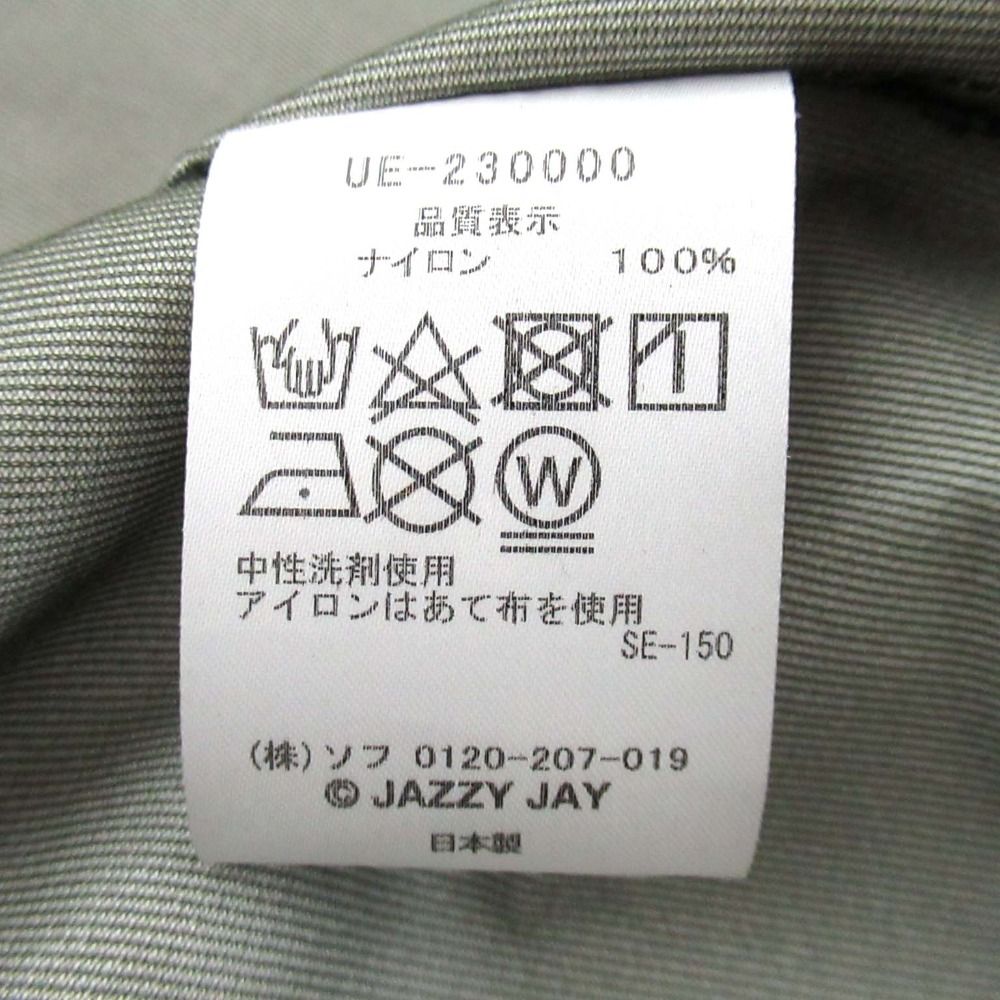 UE-230000
品質表示
ナイロン 100%
W
中性洗剤使用
アイロンはあて布を使用
SE-150
(株)ソフ 0120-207-019
© JAZZY JAY
日本製